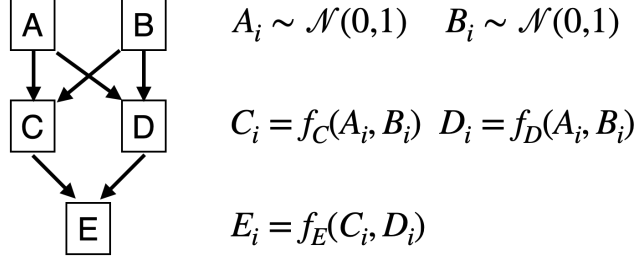 A B A_i ∼ 𝒩(0,1) B_i ∼ 𝒩(0,1)
C D C_i = f_C(A_i, B_i) D_i = f_D(A_i, B_i)
E E_i = f_E(C_i, D_i)